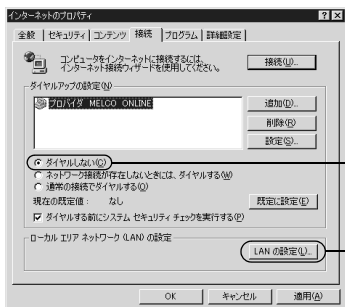 インターネットのプロパティ
全般 セキュリティ コンテンツ 接続 プログラム 詳細設定
コンピュータをインターネットに接続するには、
インターネット接続ウィザードを使用してください。
接続(U)...
ダイヤルアップの設定(N)
プロバイダ MELCO ONLINE
追加(D)...
削除(R)
設定(S)...
ダイヤルしない(C)
ネットワーク接続が存在しないときには、ダイヤルする(W)
通常の接続でダイヤルする(O)
現在の既定値: なし
既定に設定(E)
ダイヤルする前にシステム セキュリティ チェックを実行する(P)
ローカル エリア ネットワーク (LAN) の設定
LAN の設定(L)...
OK キャンセル 適用(A)